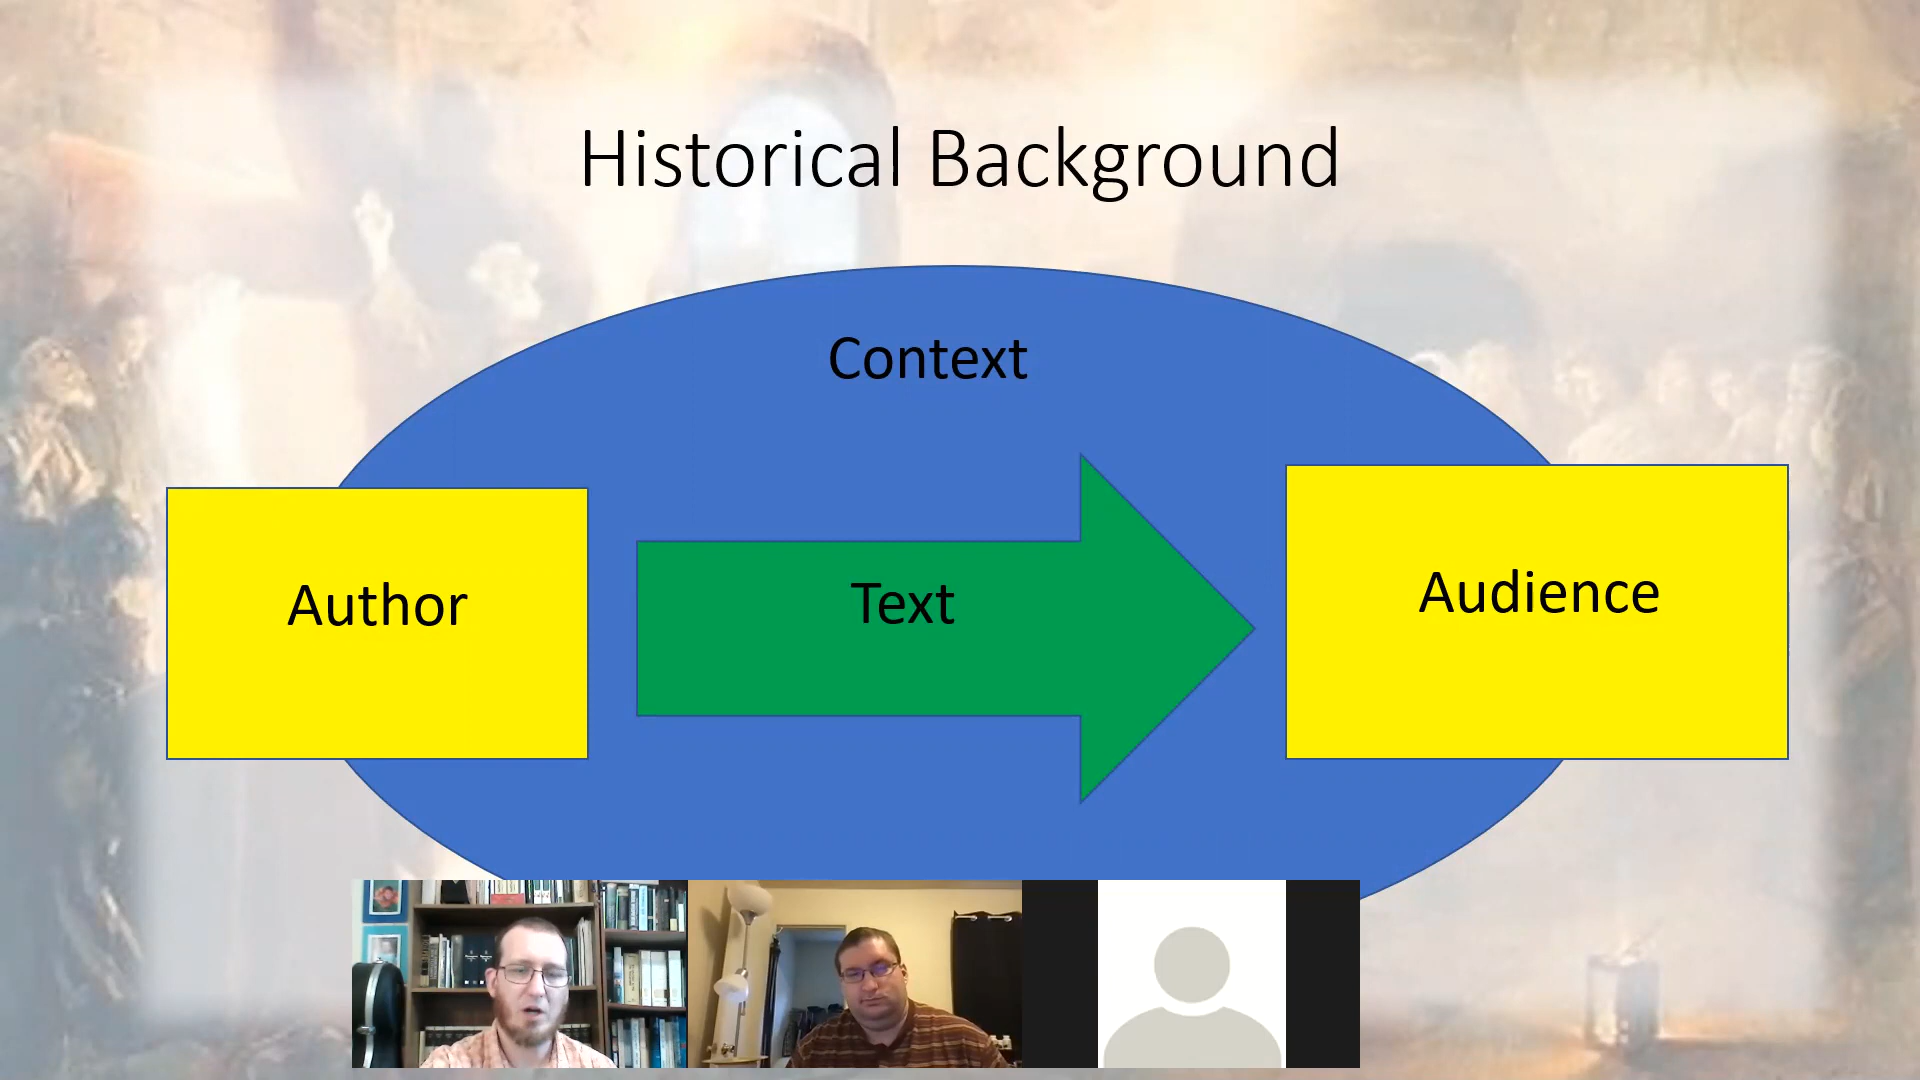 Historical Background
Context
Author
Text
Audience